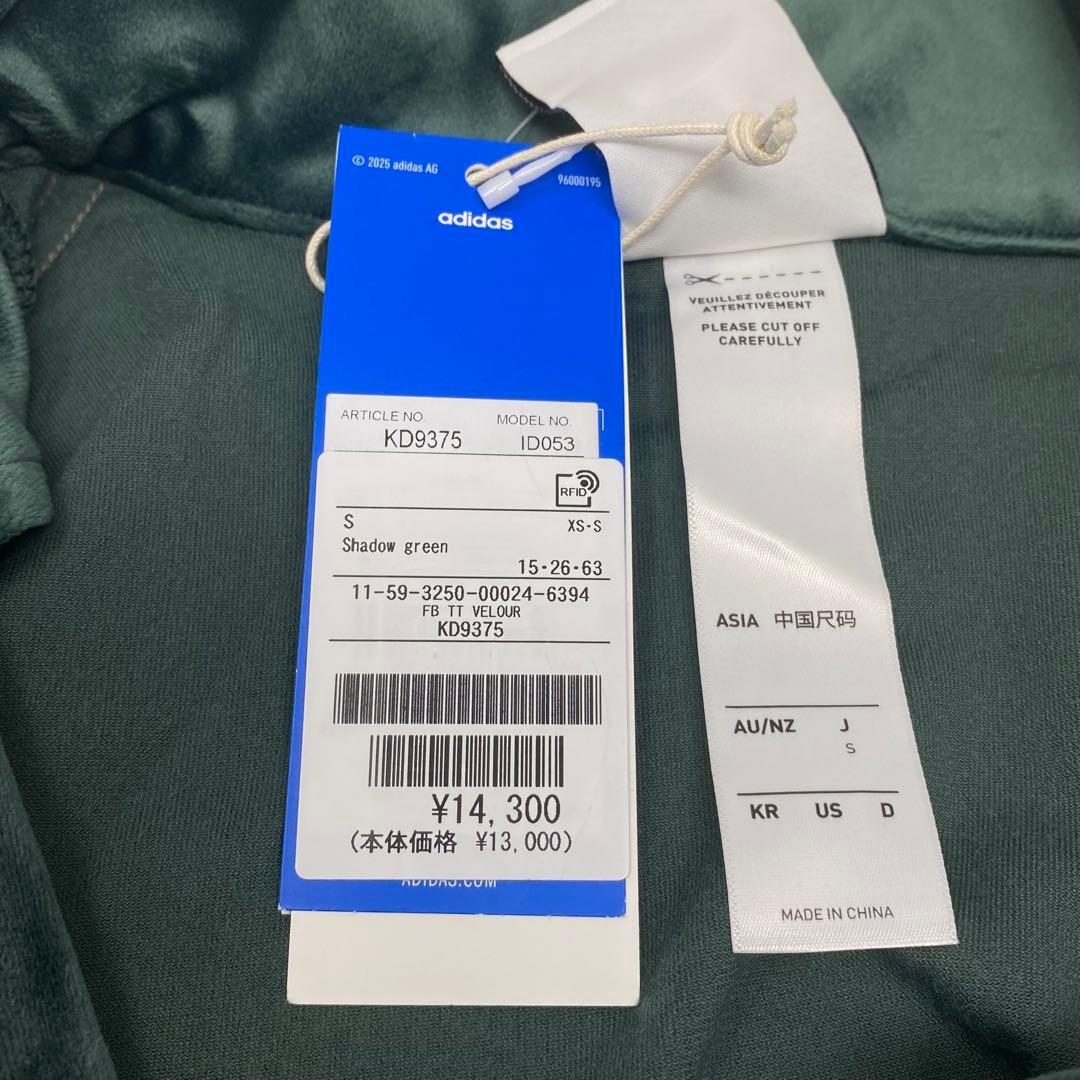 © 2025 adidas AG
96000195
adidas
ARTICLE NO. MODEL NO.
KD9375 ID053
RFID
S XS·S
Shadow green
15·26·63
11-59-3250-00024-6394
FB TT VELOUR
KD9375
¥14,300
(本体価格 ¥13,000)
ADIDAS.COM
VEUILLEZ DÉCOUPER
ATTENTIVEMENT
PLEASE CUT OFF
CAREFULLY
ASIA 中国尺码
AU/NZ J
S
KR US D
MADE IN CHINA